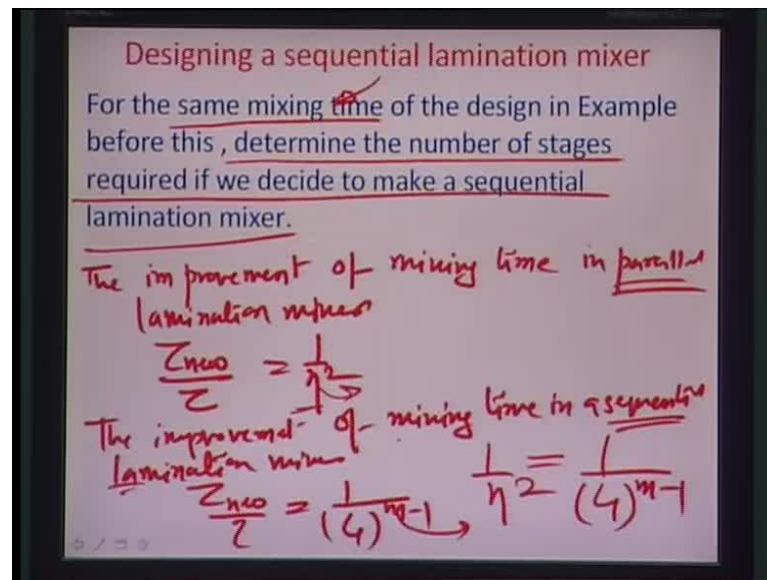 Designing a sequential lamination mixer
For the same mixing time of the design in Example
before this , determine the number of stages
required if we decide to make a sequential
lamination mixer.
The improvement of mixing time in parallel
lamination mixer
τnew/τ = 1/n²
The improvement of mixing time in a sequential
lamination mixer
τnew/τ = 1/(4)^m-1
1/n² = 1/(4)^m-1